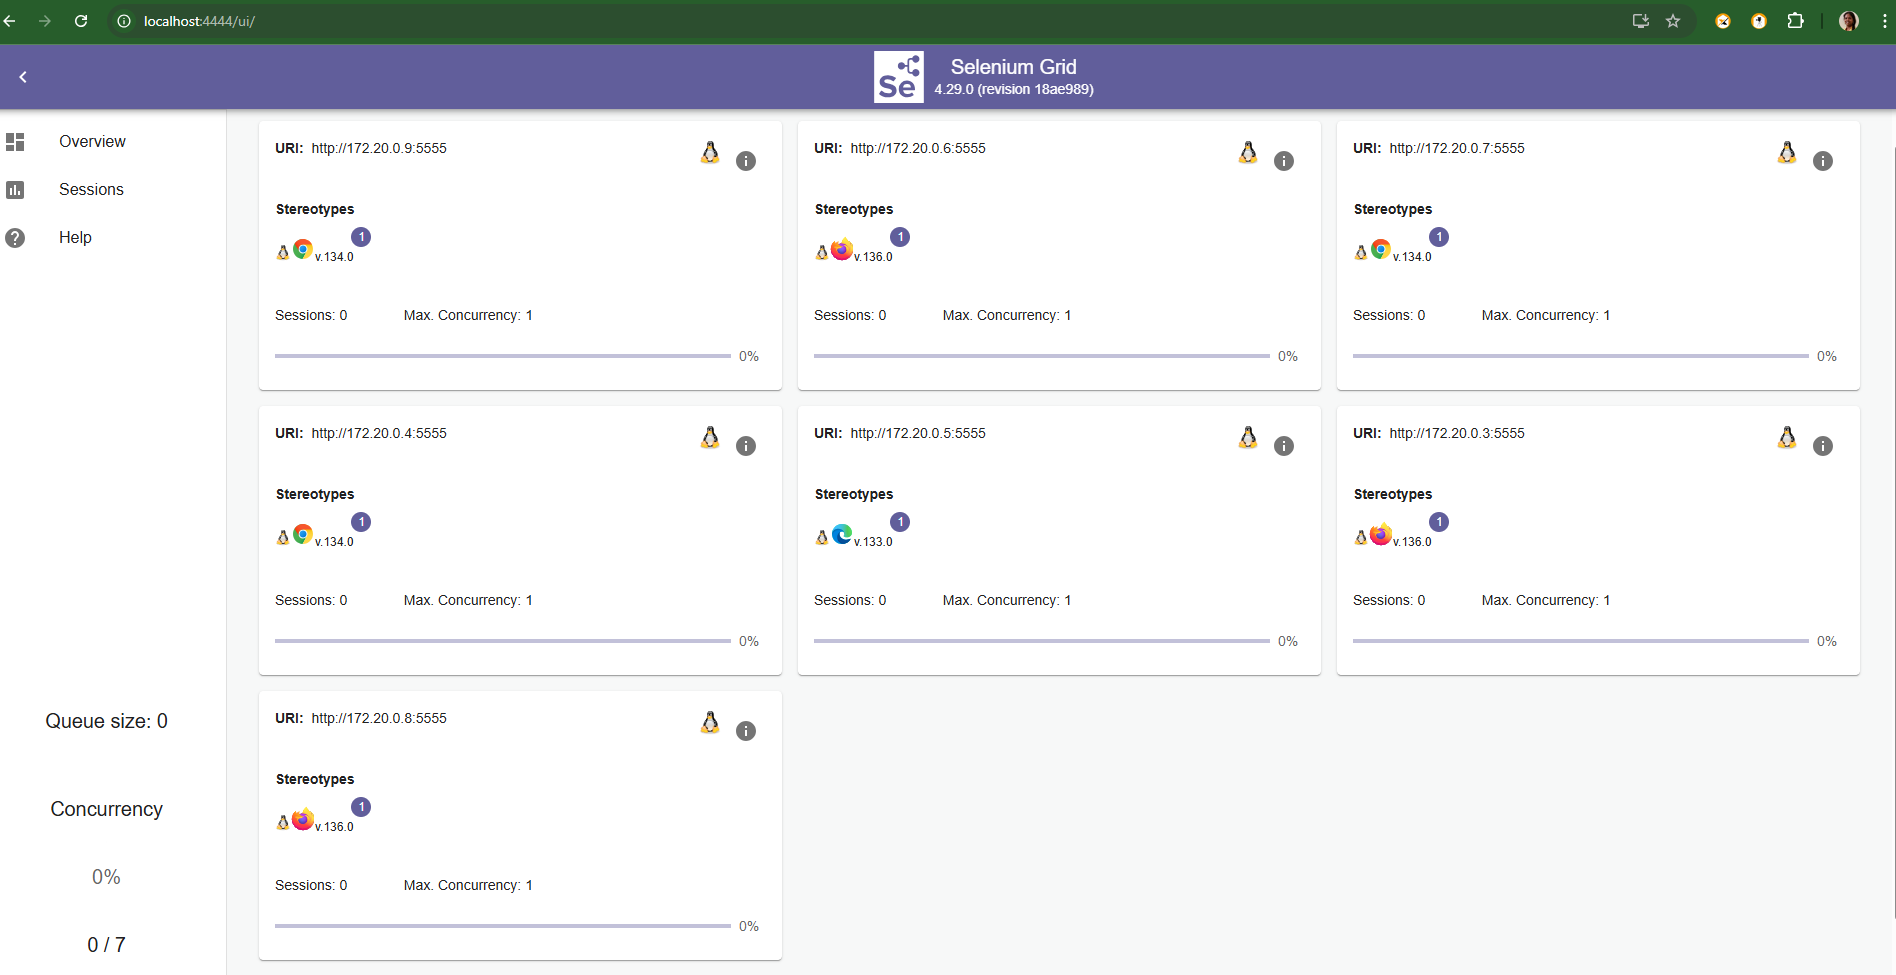 localhost:4444/ui/
Se
Selenium Grid
4.29.0 (revision 18ae989)
Overview
Sessions
Help
Queue size: 0
Concurrency
0%
0 / 7
URI: http://172.20.0.9:5555
Stereotypes
1
v.134.0
Sessions: 0 Max. Concurrency: 1
0%
URI: http://172.20.0.6:5555
Stereotypes
1
v.136.0
Sessions: 0 Max. Concurrency: 1
0%
URI: http://172.20.0.7:5555
Stereotypes
1
v.134.0
Sessions: 0 Max. Concurrency: 1
0%
URI: http://172.20.0.4:5555
Stereotypes
1
v.134.0
Sessions: 0 Max. Concurrency: 1
0%
URI: http://172.20.0.5:5555
Stereotypes
1
v.133.0
Sessions: 0 Max. Concurrency: 1
0%
URI: http://172.20.0.3:5555
Stereotypes
1
v.136.0
Sessions: 0 Max. Concurrency: 1
0%
URI: http://172.20.0.8:5555
Stereotypes
1
v.136.0
Sessions: 0 Max. Concurrency: 1
0%